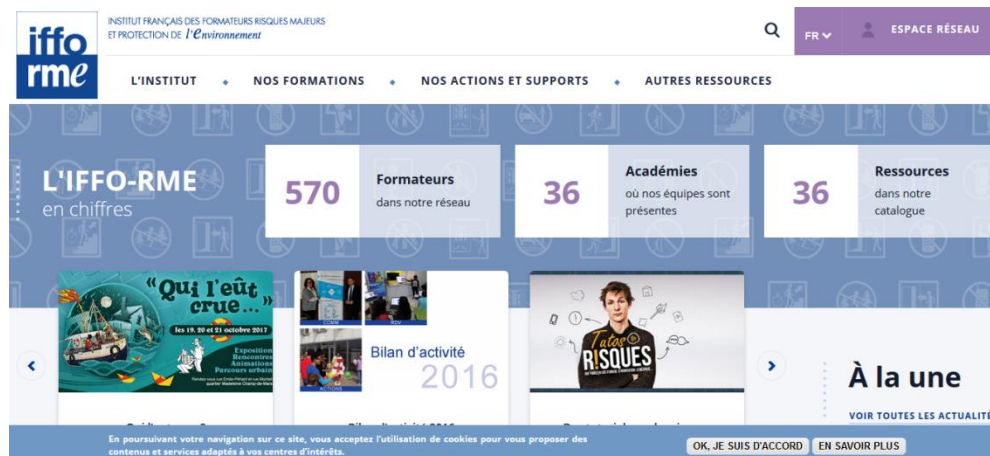 iffo
rme
INSTITUT FRANÇAIS DES FORMATEURS RISQUES MAJEURS
ET PROTECTION DE l'environnement
FR
ESPACE RÉSEAU
L'INSTITUT
NOS FORMATIONS
NOS ACTIONS ET SUPPORTS
AUTRES RESSOURCES
L'IFFO-RME
en chiffres
570
Formateurs
dans notre réseau
36
Académies
où nos équipes sont
présentes
36
Ressources
dans notre
catalogue
“Qui l'eût
crue... ”
les 19, 20 et 21 octobre 2017
Exposition
Rencontres
Animations
Parcours urbain
COMM
RDV
ACTIONS
Bilan d'activité
2016
Tutos
RISQUES
À la une
VOIR TOUTES LES ACTUALITÉ
En poursuivant votre navigation sur ce site, vous acceptez l'utilisation de cookies pour vous proposer des
contenus et services adaptés à vos centres d'intérêts.
OK, JE SUIS D'ACCORD
EN SAVOIR PLUS